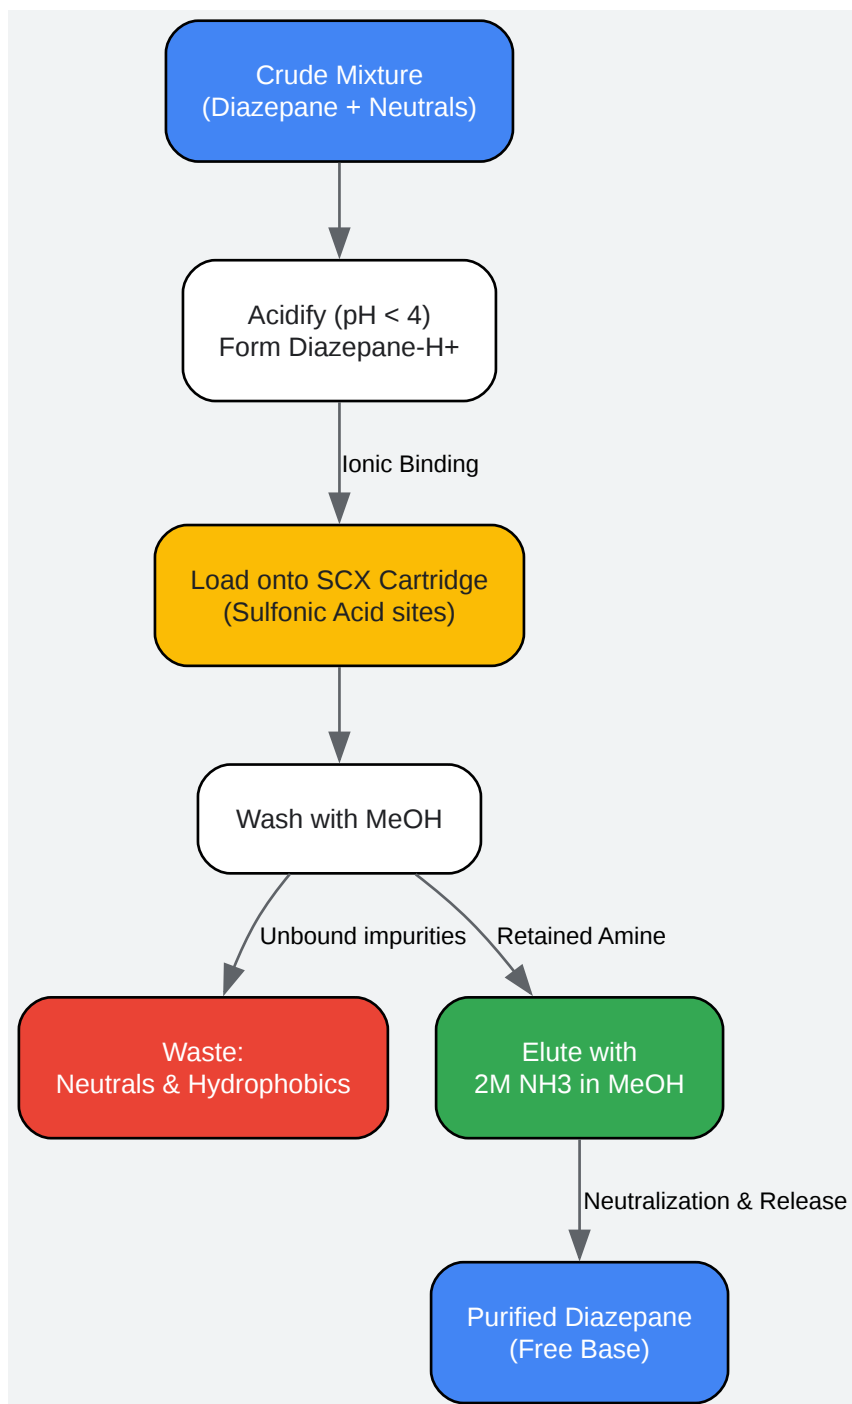 Crude Mixture
(Diazepane + Neutrals)
Acidify (pH < 4)
Form Diazepane-H+
Ionic Binding
Load onto SCX Cartridge
(Sulfonic Acid sites)
Wash with MeOH
Unbound impurities
Retained Amine
Waste:
Neutrals & Hydrophobics
Elute with
2M NH3 in MeOH
Neutralization & Release
Purified Diazepane
(Free Base)